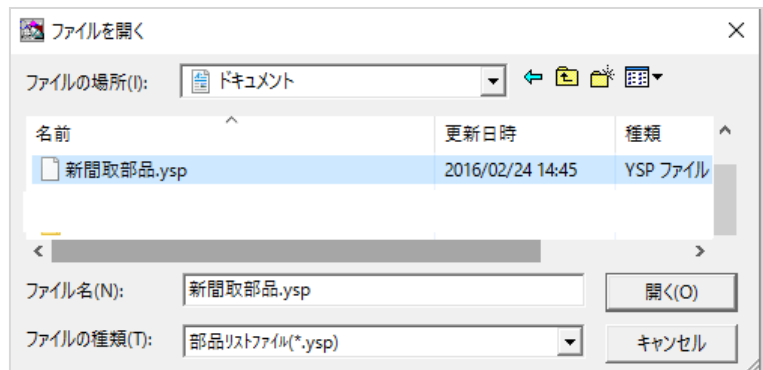 ファイルを開く
ファイルの場所(I): ドキュメント
名前 更新日時 種類
新間取部品.ysp 2016/02/24 14:45 YSP ファイル
ファイル名(N): 新間取部品.ysp 開く(O)
ファイルの種類(T): 部品リストファイル(*.ysp) キャンセル